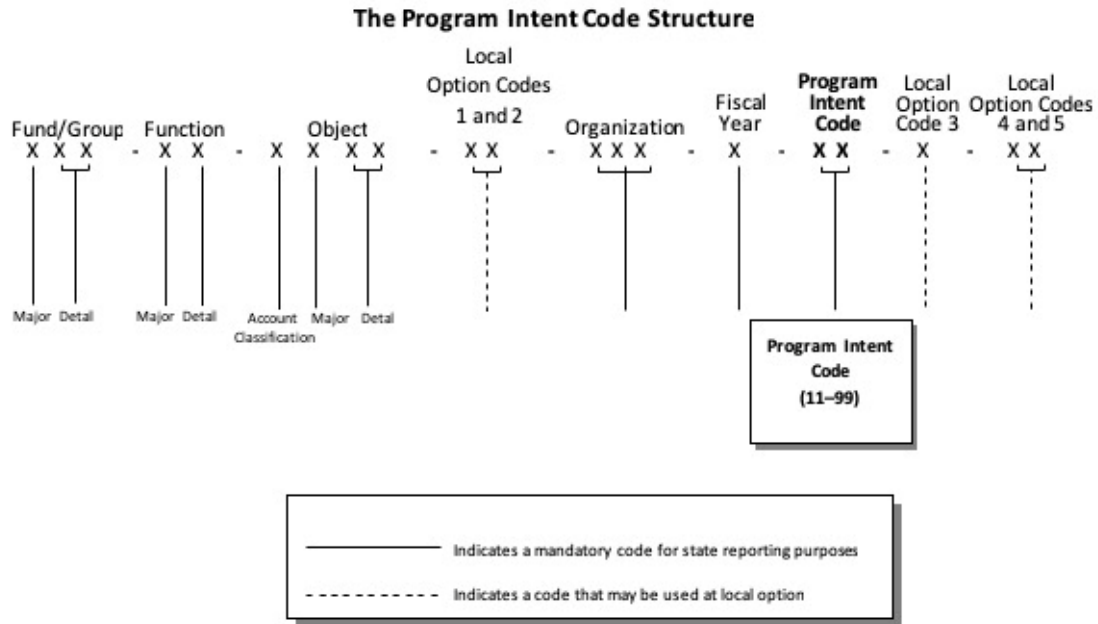 The Program Intent Code Structure
Local
Option Codes
1 and 2
Program
Intent
Code
Local
Option
Code 3
Local
Option Codes
4 and 5
Fiscal
Year
Fund/Group
Function
Object
Organization
X X X - X X - X X X X - X X - X X X - X - X X - X - X X
Major Detal
Major Detal
Account
Classification
Major Detal
Program Intent
Code
(11–99)
Indicates a mandatory code for state reporting purposes
Indicates a code that may be used at local option